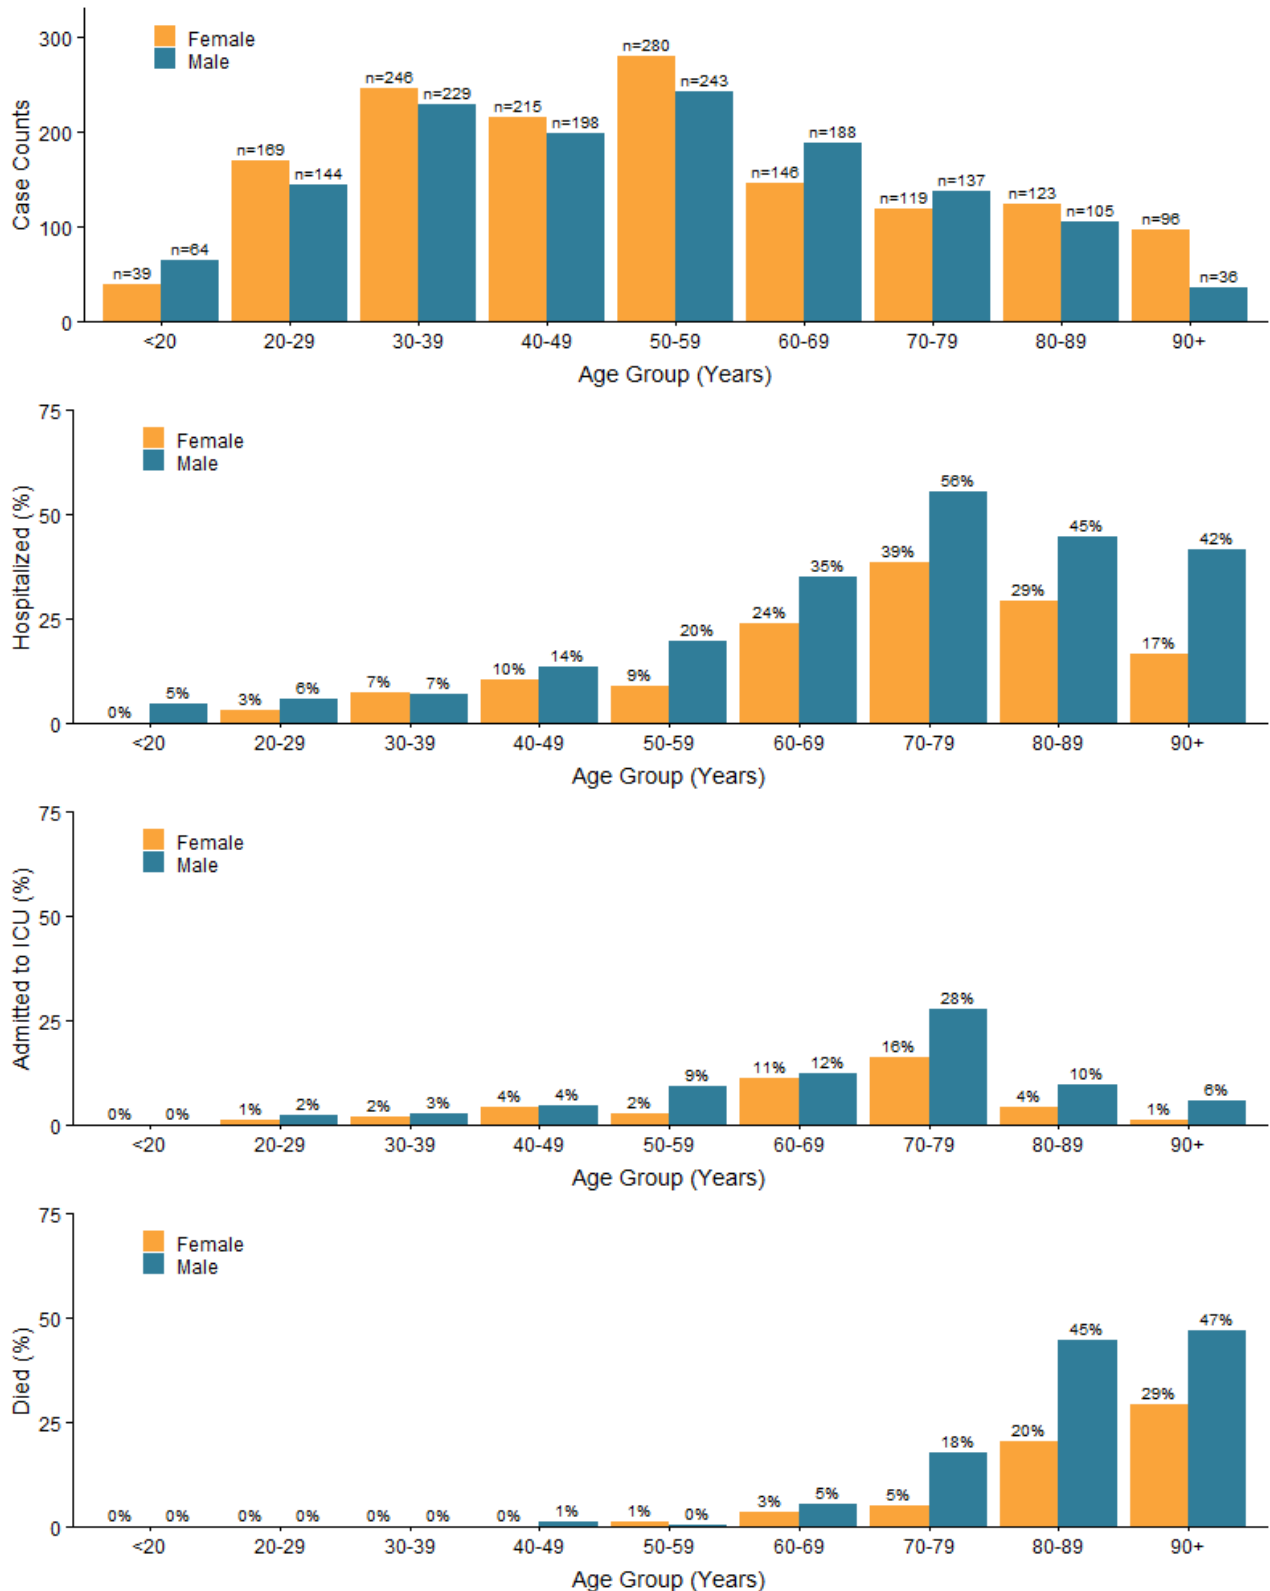 Case Counts
300
200
100
0
Female
Male
n=39
n=64
n=169
n=144
n=246
n=229
n=215
n=198
n=280
n=243
n=146
n=188
n=119
n=137
n=123
n=105
n=96
n=36
<20 20-29 30-39 40-49 50-59 60-69 70-79 80-89 90+
Age Group (Years)
Hospitalized (%)
75
50
25
0
Female
Male
0%
5%
3%
6%
7%
7%
10%
14%
9%
20%
24%
35%
39%
56%
29%
45%
17%
42%
<20 20-29 30-39 40-49 50-59 60-69 70-79 80-89 90+
Age Group (Years)
Admitted to ICU (%)
75
50
25
0
Female
Male
0%
0%
1%
2%
2%
3%
4%
4%
2%
9%
11%
12%
16%
28%
4%
10%
1%
6%
<20 20-29 30-39 40-49 50-59 60-69 70-79 80-89 90+
Age Group (Years)
Died (%)
75
50
25
0
Female
Male
0%
0%
0%
0%
0%
0%
0%
1%
1%
0%
3%
5%
5%
18%
20%
45%
29%
47%
<20 20-29 30-39 40-49 50-59 60-69 70-79 80-89 90+
Age Group (Years)